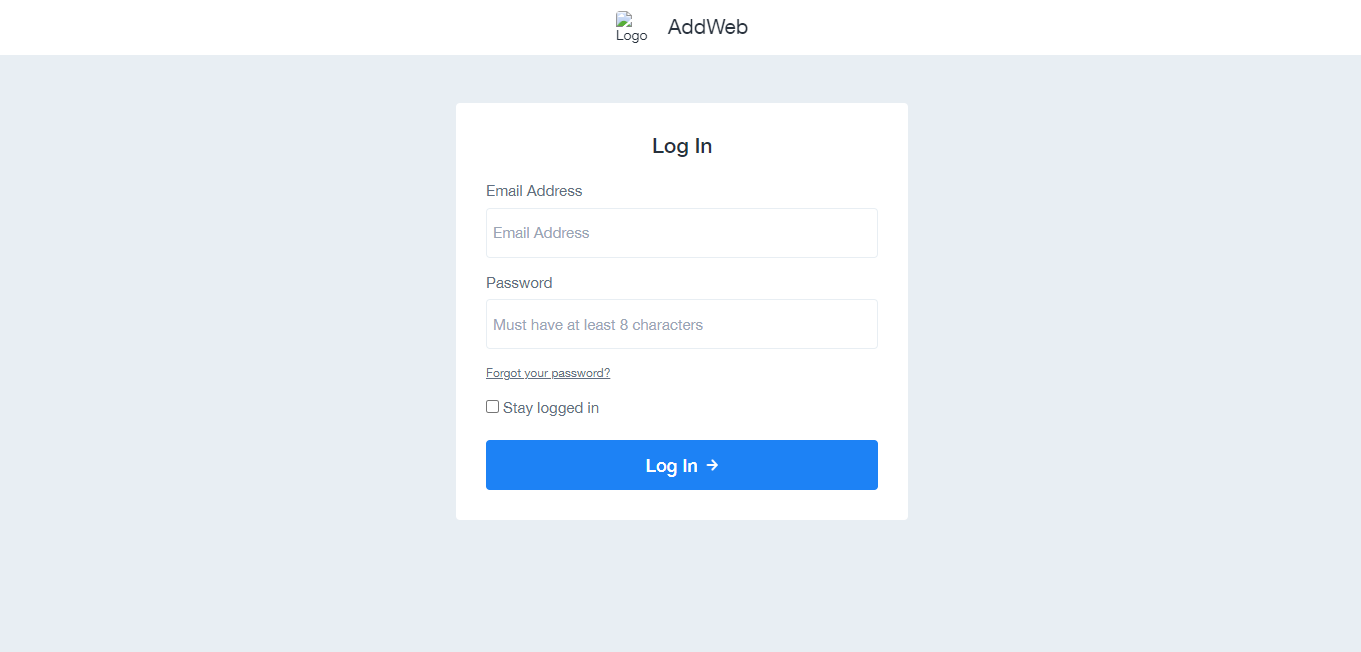 Logo
AddWeb
Log In
Email Address
Email Address
Password
Must have at least 8 characters
Forgot your password?
Stay logged in
Log In →